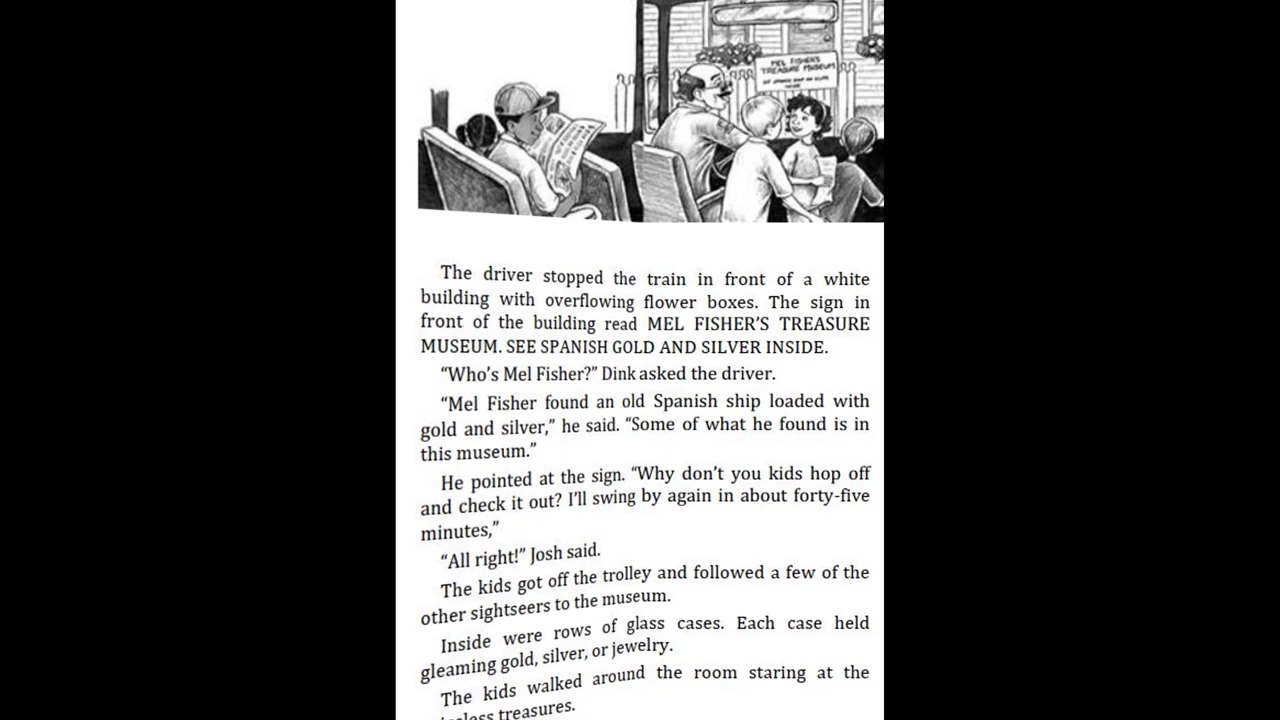 MEL FISHER'S
TREASURE MUSEUM
The driver stopped the train in front of a white
building with overflowing flower boxes. The sign in
front of the building read MEL FISHER'S TREASURE
MUSEUM. SEE SPANISH GOLD AND SILVER INSIDE.
“Who's Mel Fisher?” Dink asked the driver.
“Mel Fisher found an old Spanish ship loaded with
gold and silver,” he said. “Some of what he found is in
this museum.”
He pointed at the sign. “Why don't you kids hop off
and check it out? I'll swing by again in about forty-five
minutes,”
“All right!” Josh said.
The kids got off the trolley and followed a few of the
other sightseers to the museum.
Inside were rows of glass cases. Each case held
gleaming gold, silver, or jewelry.
The kids walked around the room staring at the
treasures.